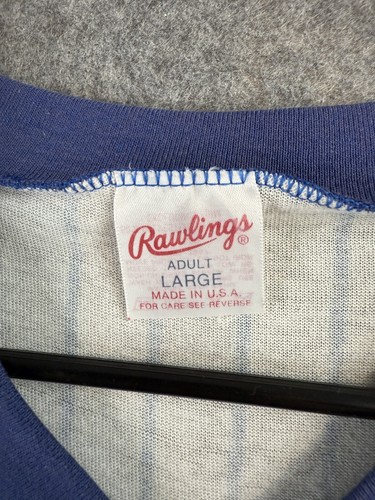 Rawlings®
ADULT
LARGE
MADE IN U.S.A.
FOR CARE SEE REVERSE